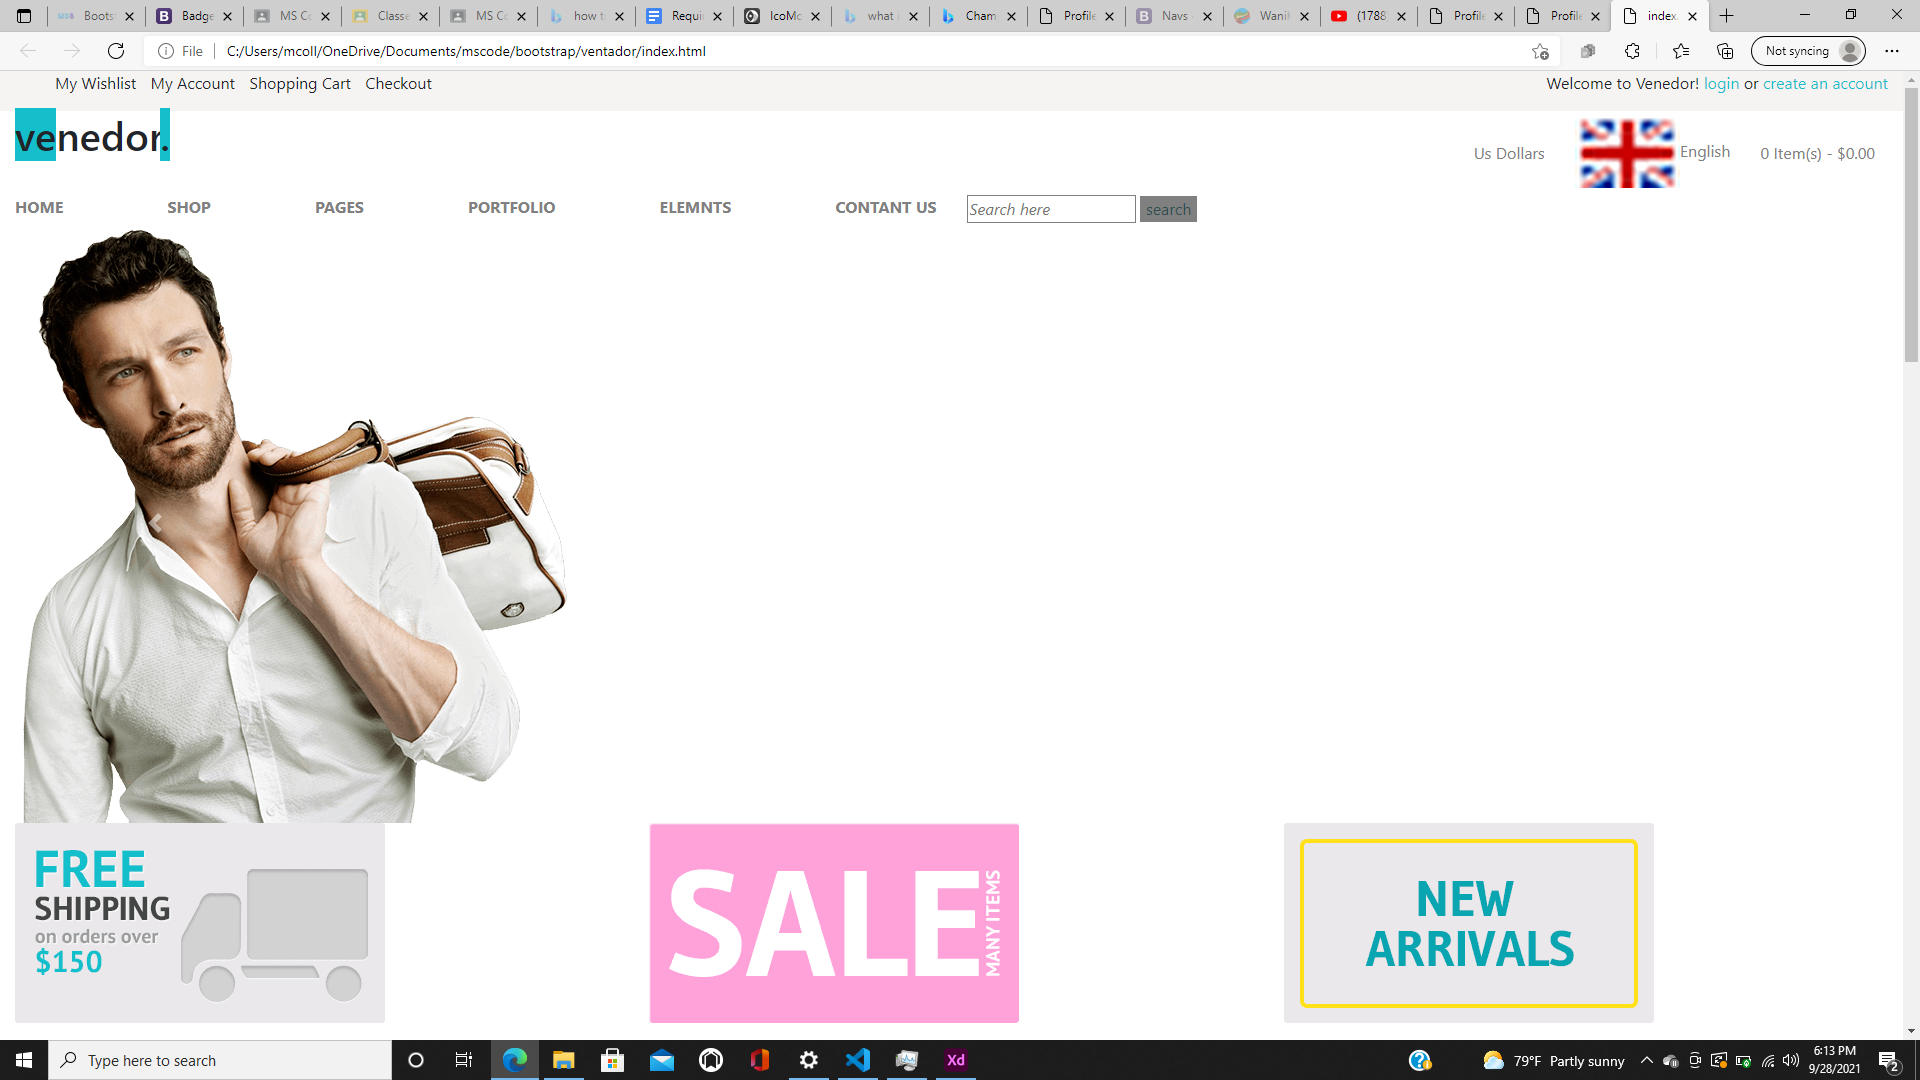 Bootst
Badge
MS Co
Classe
MS Co
how t
Requi
IcoMo
what i
Cham
Profile
Navs
Wanik
(1788
Profile
Profile
index.
File
C:/Users/mcoll/OneDrive/Documents/mscode/bootstrap/ventador/index.html
Not syncing
My Wishlist My Account Shopping Cart Checkout
Welcome to Venedor! login or create an account
venedor.
Us Dollars
English
0 Item(s) - $0.00
HOME SHOP PAGES PORTFOLIO ELEMNTS CONTANT US
Search here
search
FREE
SHIPPING
on orders over
$150
SALE
MANY ITEMS
NEW
ARRIVALS
Type here to search
Xd
79°F Partly sunny
6:13 PM
9/28/2021
2